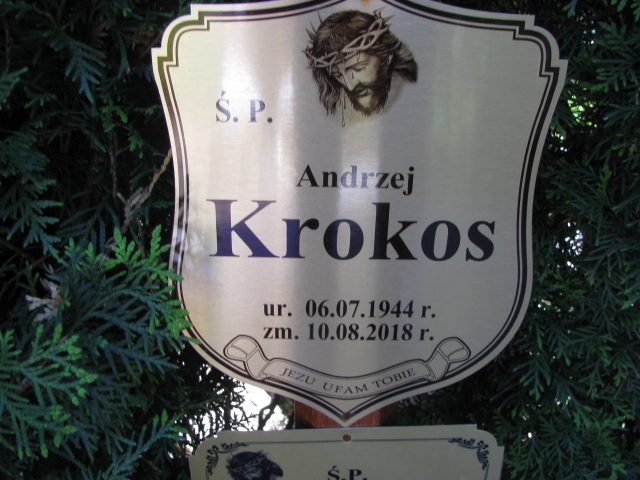 Ś. P.
Andrzej
Krokos
ur. 06.07.1944 r.
zm. 10.08.2018 r.
JEZU UFAM TOBIE
Ś.P.